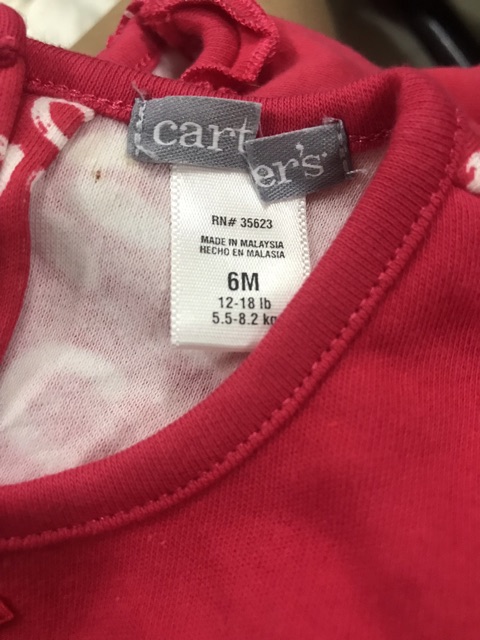 carter's
RN# 35623
MADE IN MALAYSIA
HECHO EN MALASIA
6M
12-18 lb
5.5-8.2 kg